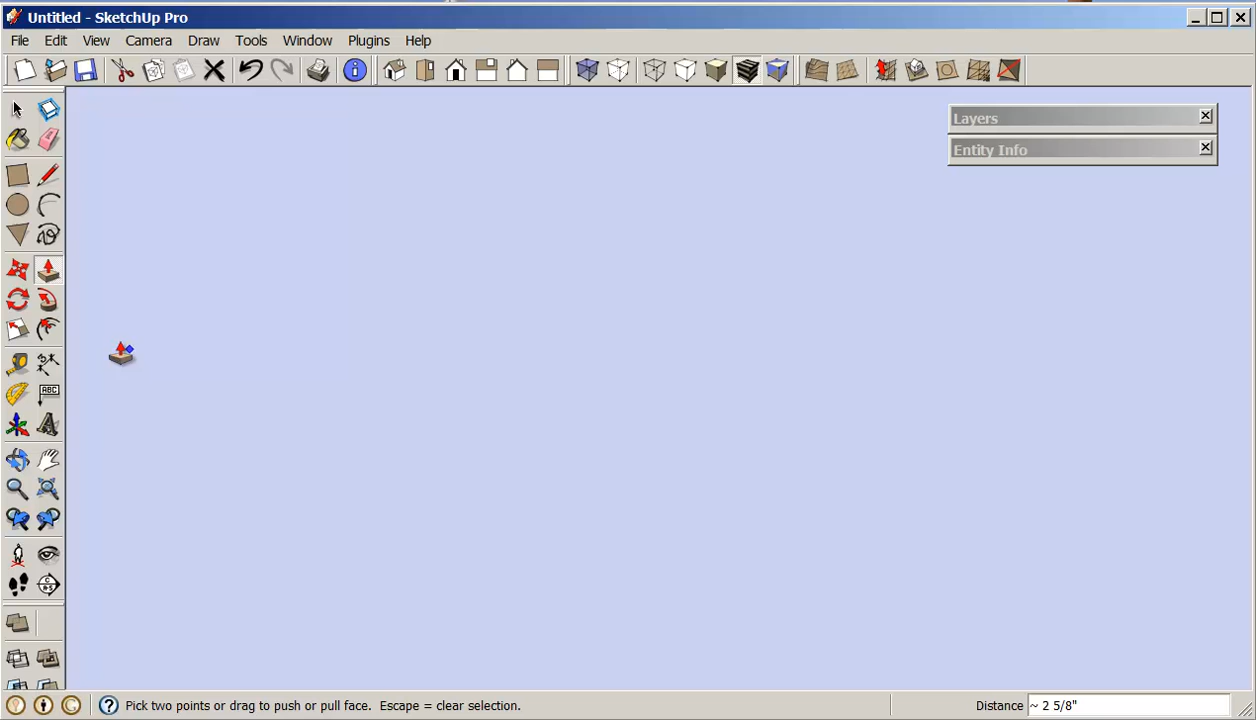 Untitled - SketchUp Pro
File Edit View Camera Draw Tools Window Plugins Help
Layers
Entity Info
ABC
Pick two points or drag to push or pull face. Escape = clear selection.
Distance ~ 2 5/8"